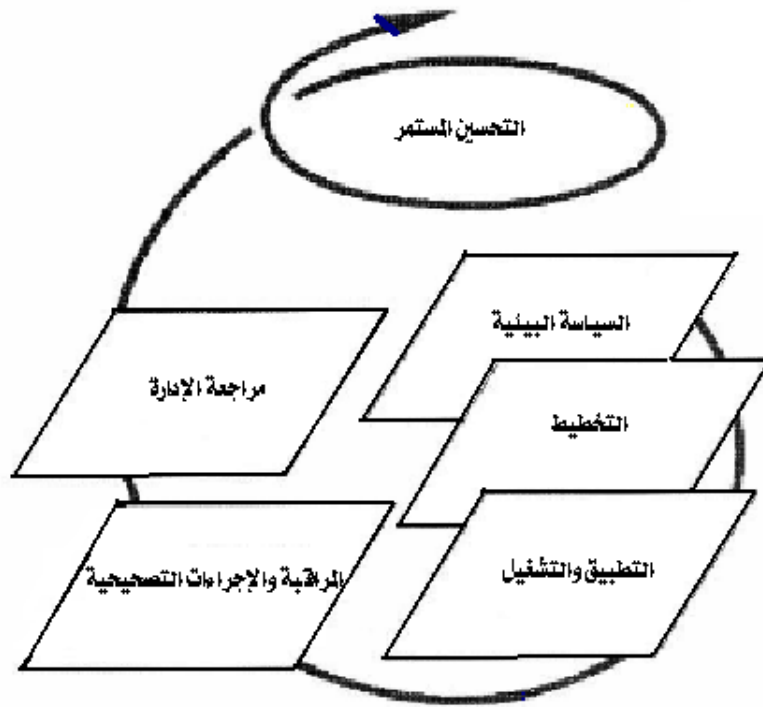 التحسين المستمر
السياسة البيئية
مراجعة الإدارة
التخطيط
التطبيق والتشغيل
المراقبة والإجراءات التصحيحية